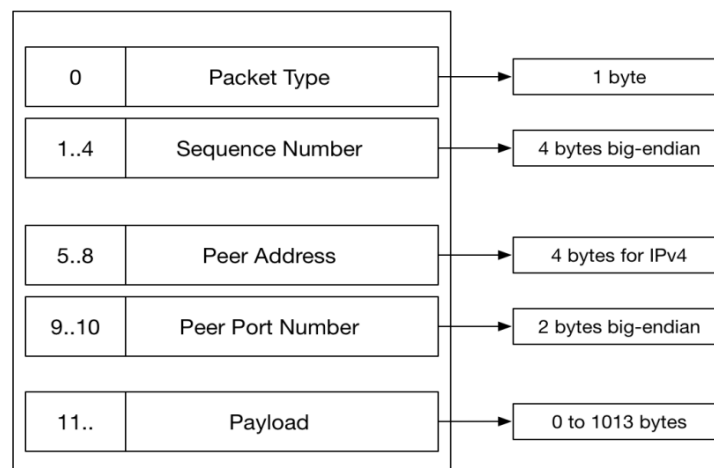 0 Packet Type 1 byte
1..4 Sequence Number 4 bytes big-endian
5..8 Peer Address 4 bytes for IPv4
9..10 Peer Port Number 2 bytes big-endian
11.. Payload 0 to 1013 bytes